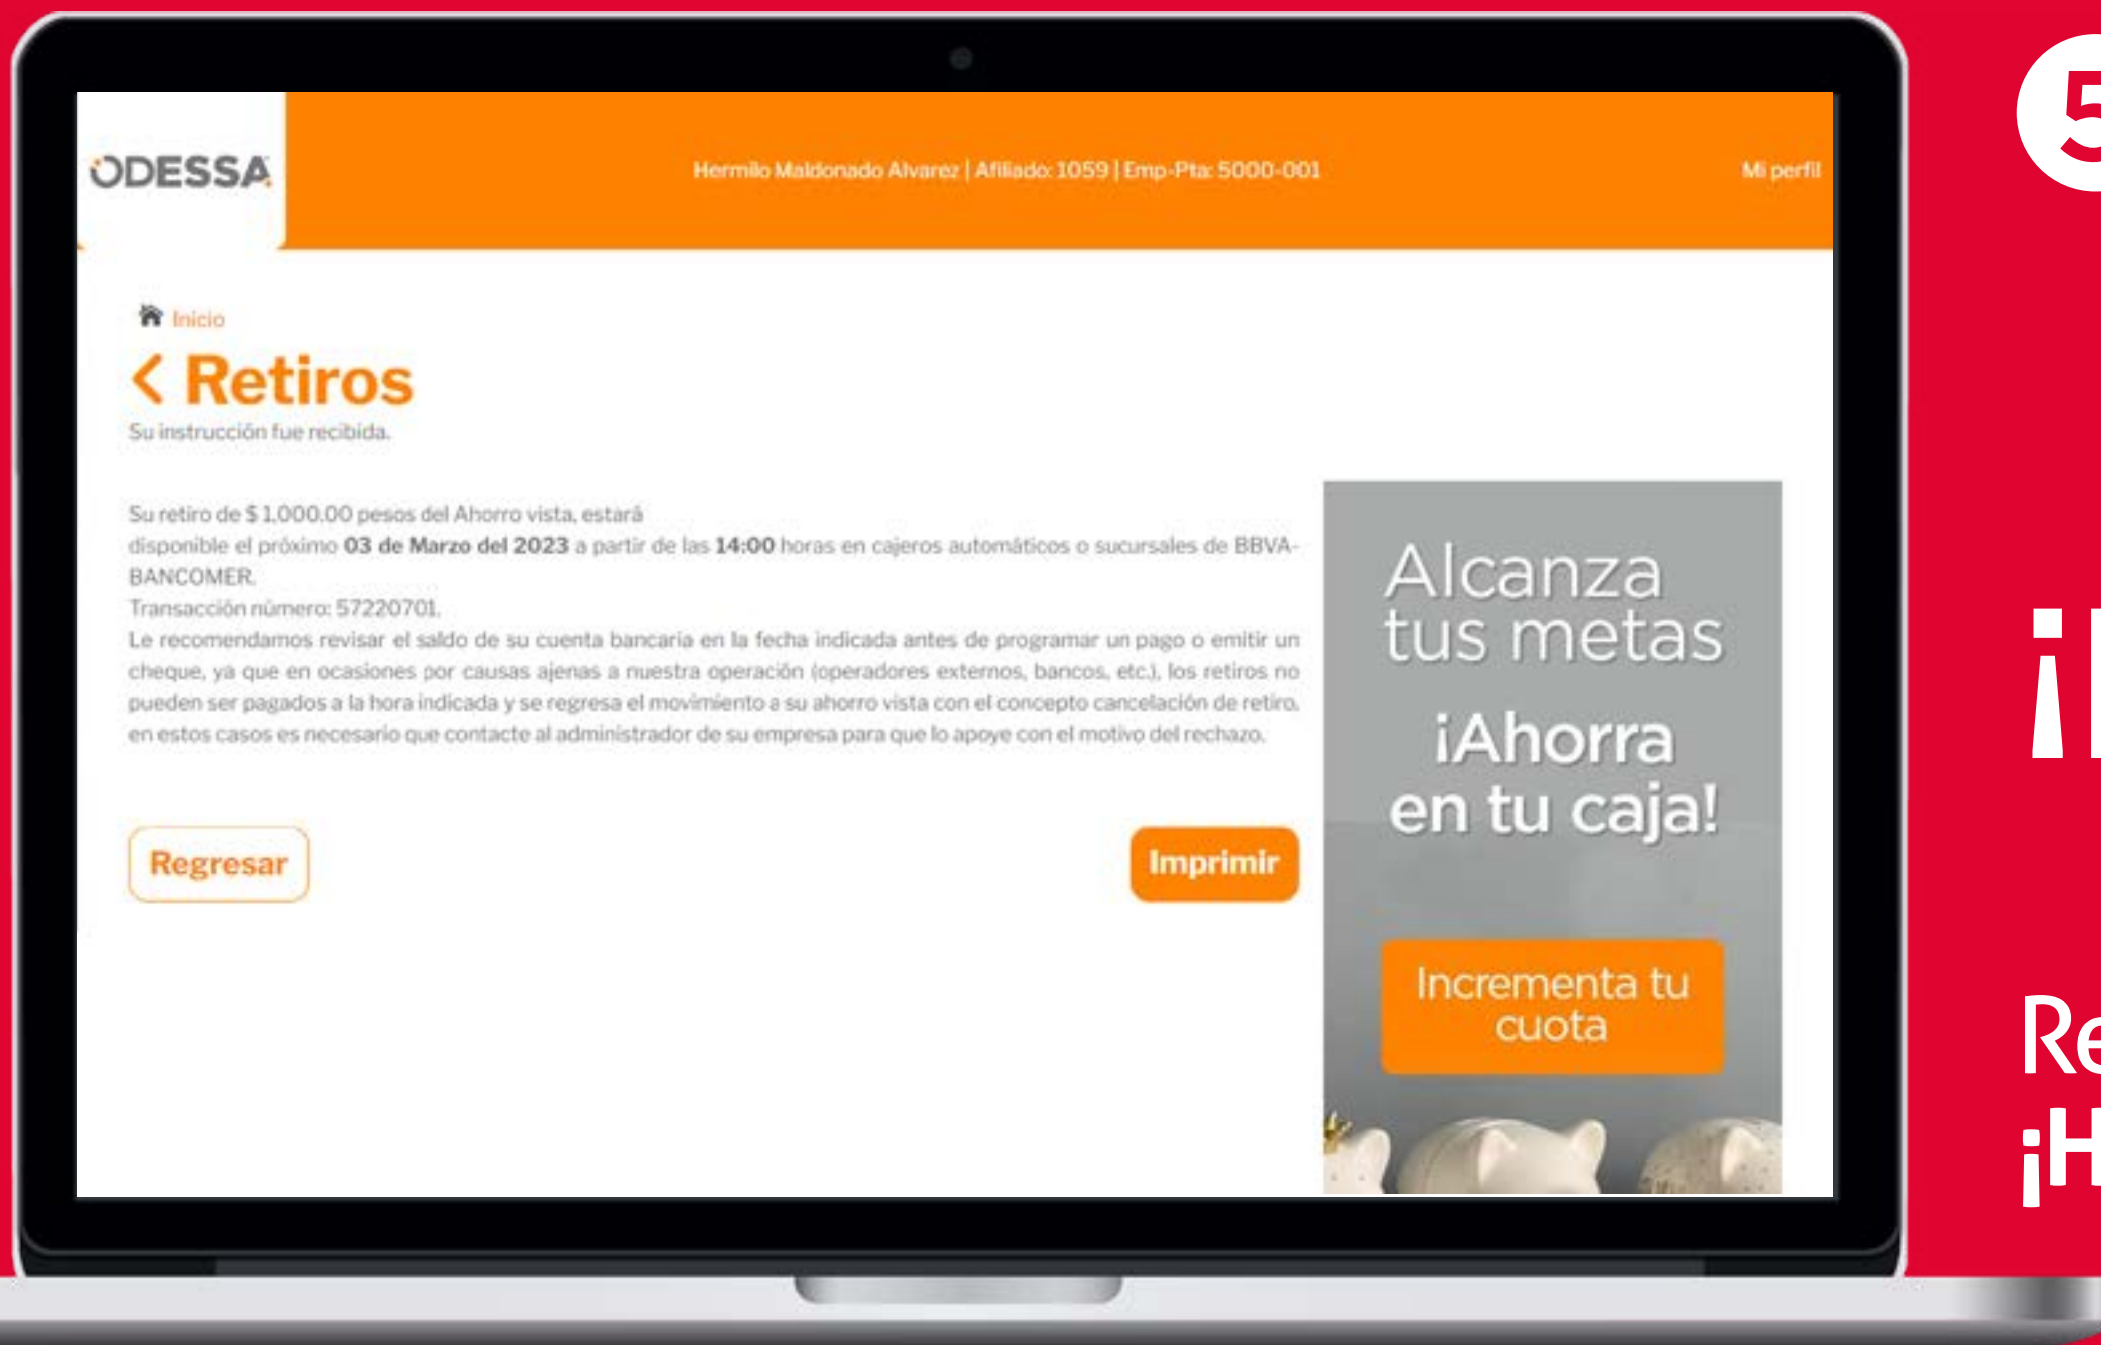 ODESSA
Hermilo Maldonado Alvarez | Afiliado: 1059 | Emp-Pta: 5000-001
Mi perfil
5
Inicio
< Retiros
Su instrucción fue recibida.
Su retiro de $ 1,000.00 pesos del Ahorro vista, estará
disponible el próximo 03 de Marzo del 2023 a partir de las 14:00 horas en cajeros automáticos o sucursales de BBVA-
BANCOMER.
Transacción número: 57220701.
Le recomendamos revisar el saldo de su cuenta bancaria en la fecha indicada antes de programar un pago o emitir un
cheque, ya que en ocasiones por causas ajenas a nuestra operación (operadores externos, bancos, etc.), los retiros no
pueden ser pagados a la hora indicada y se regresa el movimiento a su ahorro vista con el concepto cancelación de retiro,
en estos casos es necesario que contacte al administrador de su empresa para que lo apoye con el motivo del rechazo.
Regresar
Imprimir
Alcanza
tus metas
¡Ahorra
en tu caja!
Incrementa tu
cuota
Re
¡H